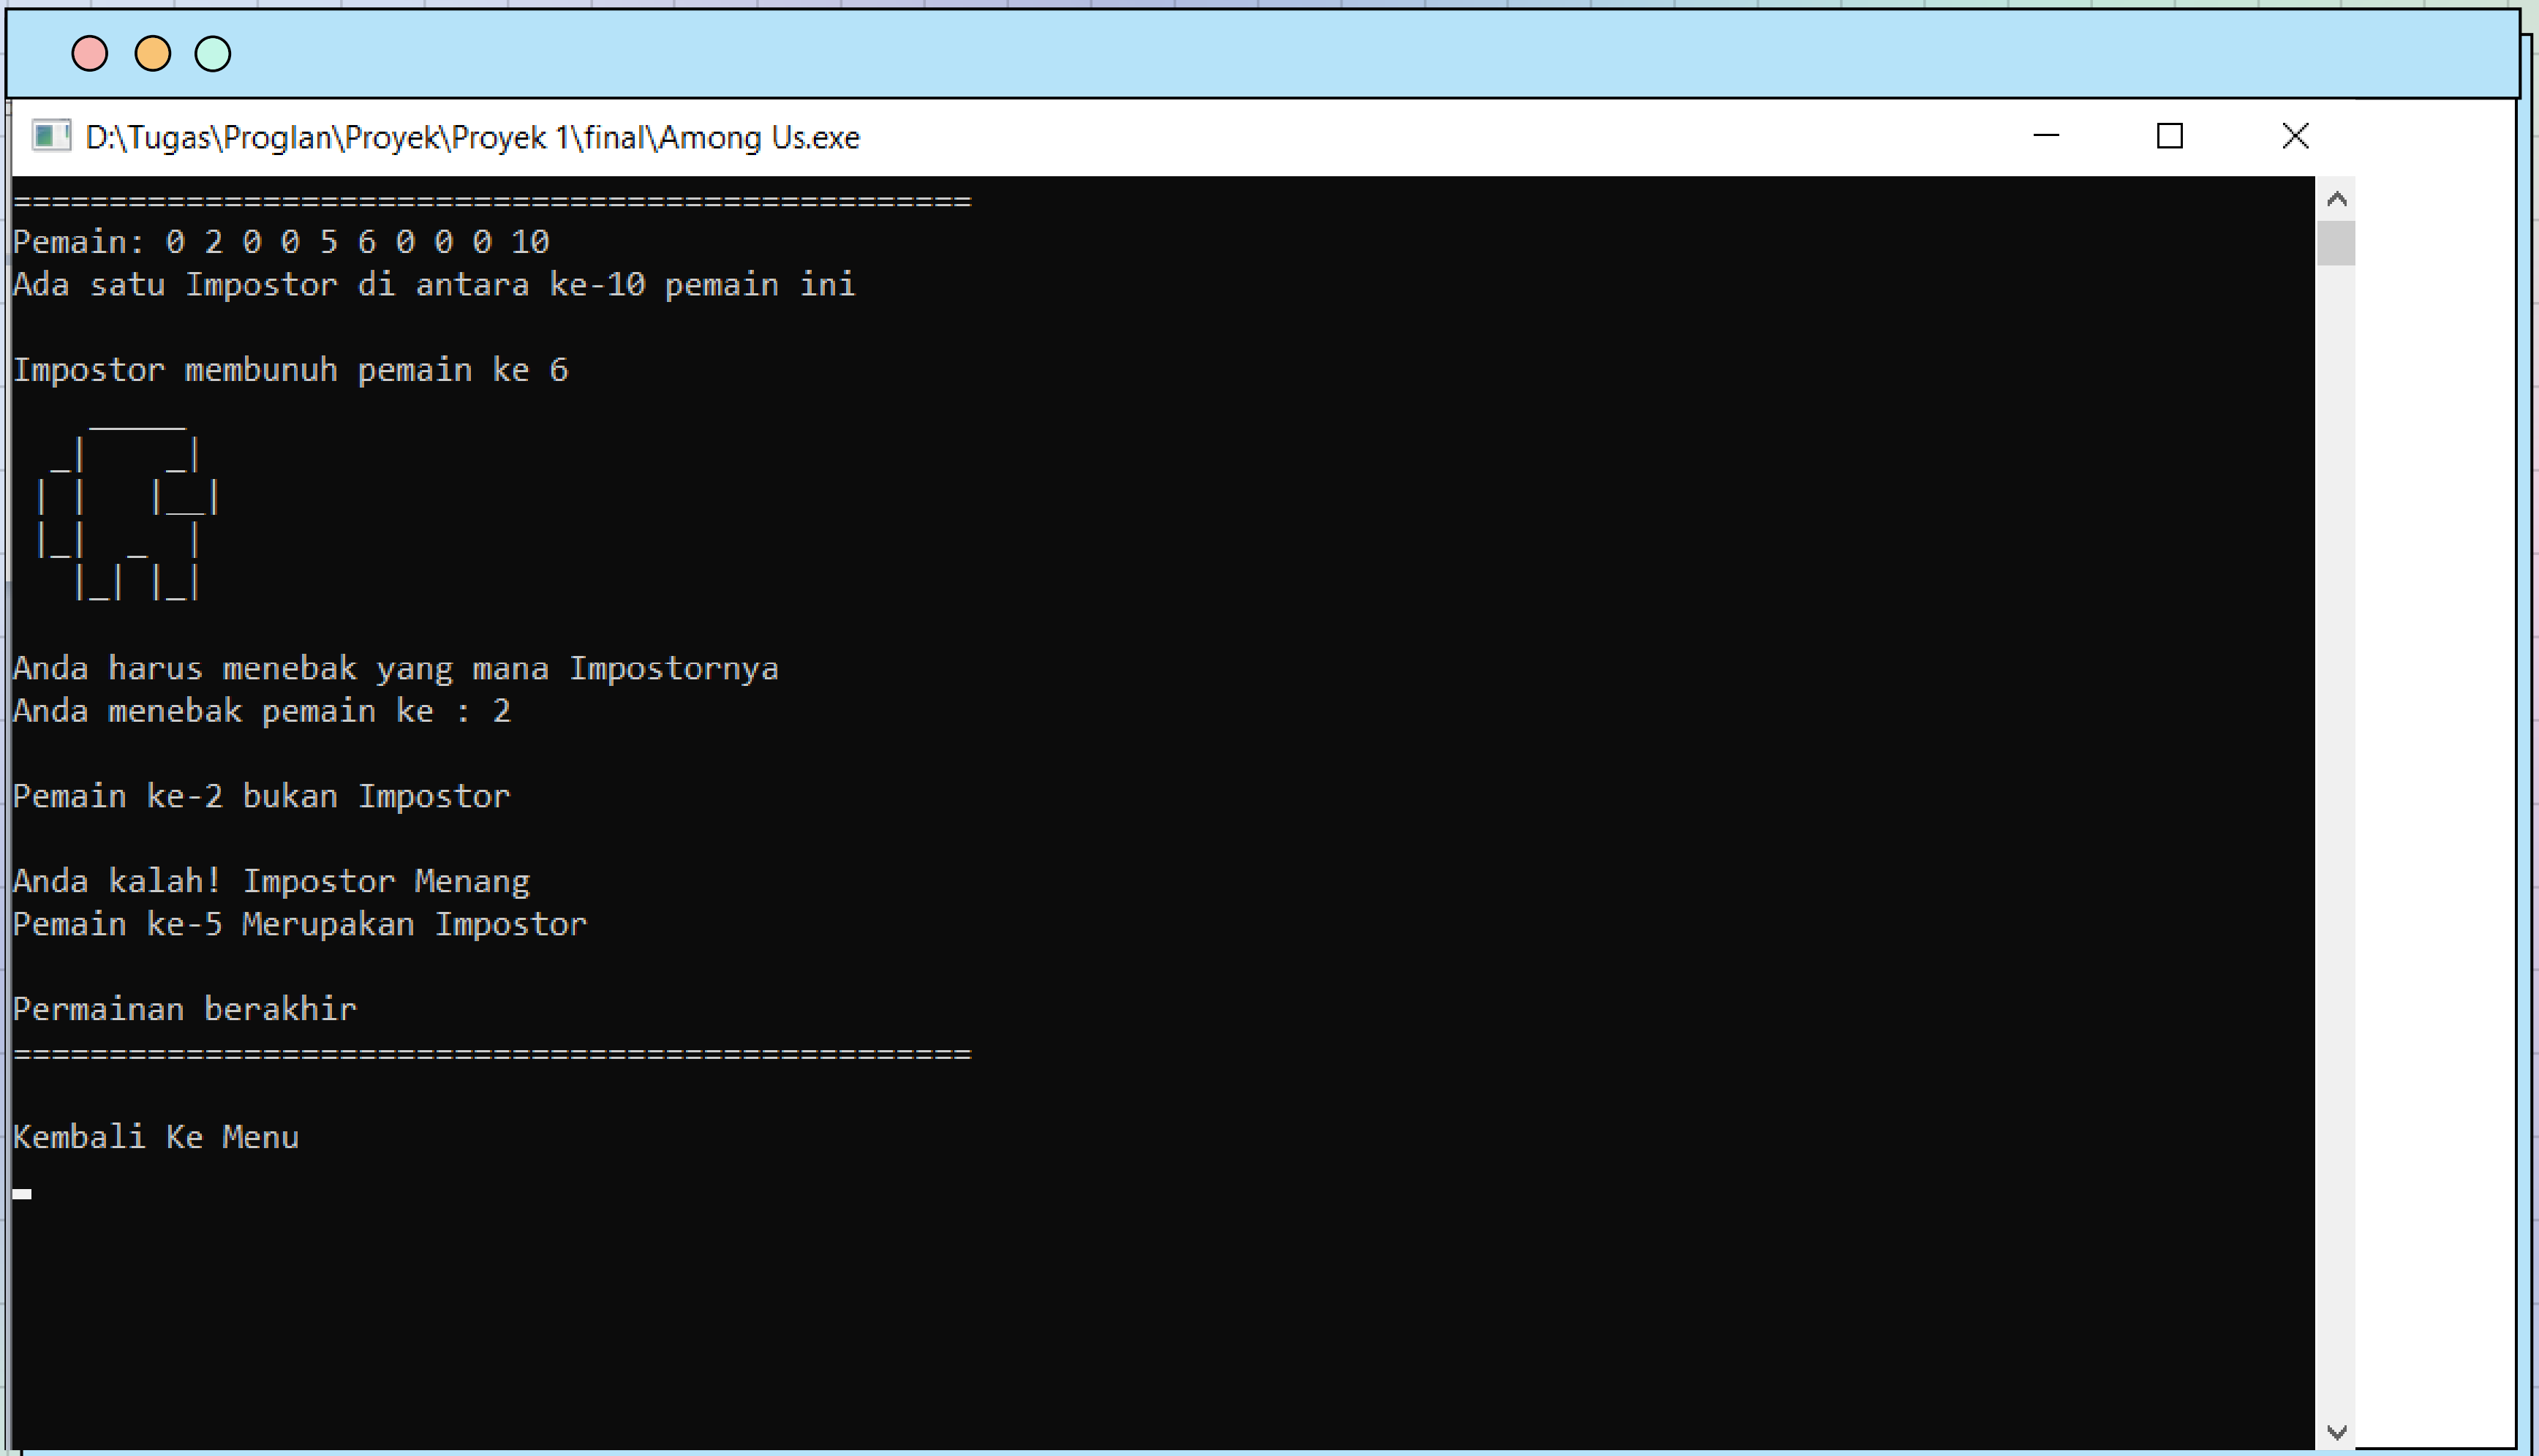 D:\Tugas\Proglan\Proyek\Proyek 1\final\Among Us.exe
==================================================
Pemain: 0 2 0 0 5 6 0 0 0 10
Ada satu Impostor di antara ke-10 pemain ini
Impostor membunuh pemain ke 6
Anda harus menebak yang mana Impostornya
Anda menebak pemain ke : 2
Pemain ke-2 bukan Impostor
Anda kalah! Impostor Menang
Pemain ke-5 Merupakan Impostor
Permainan berakhir
==================================================
Kembali Ke Menu